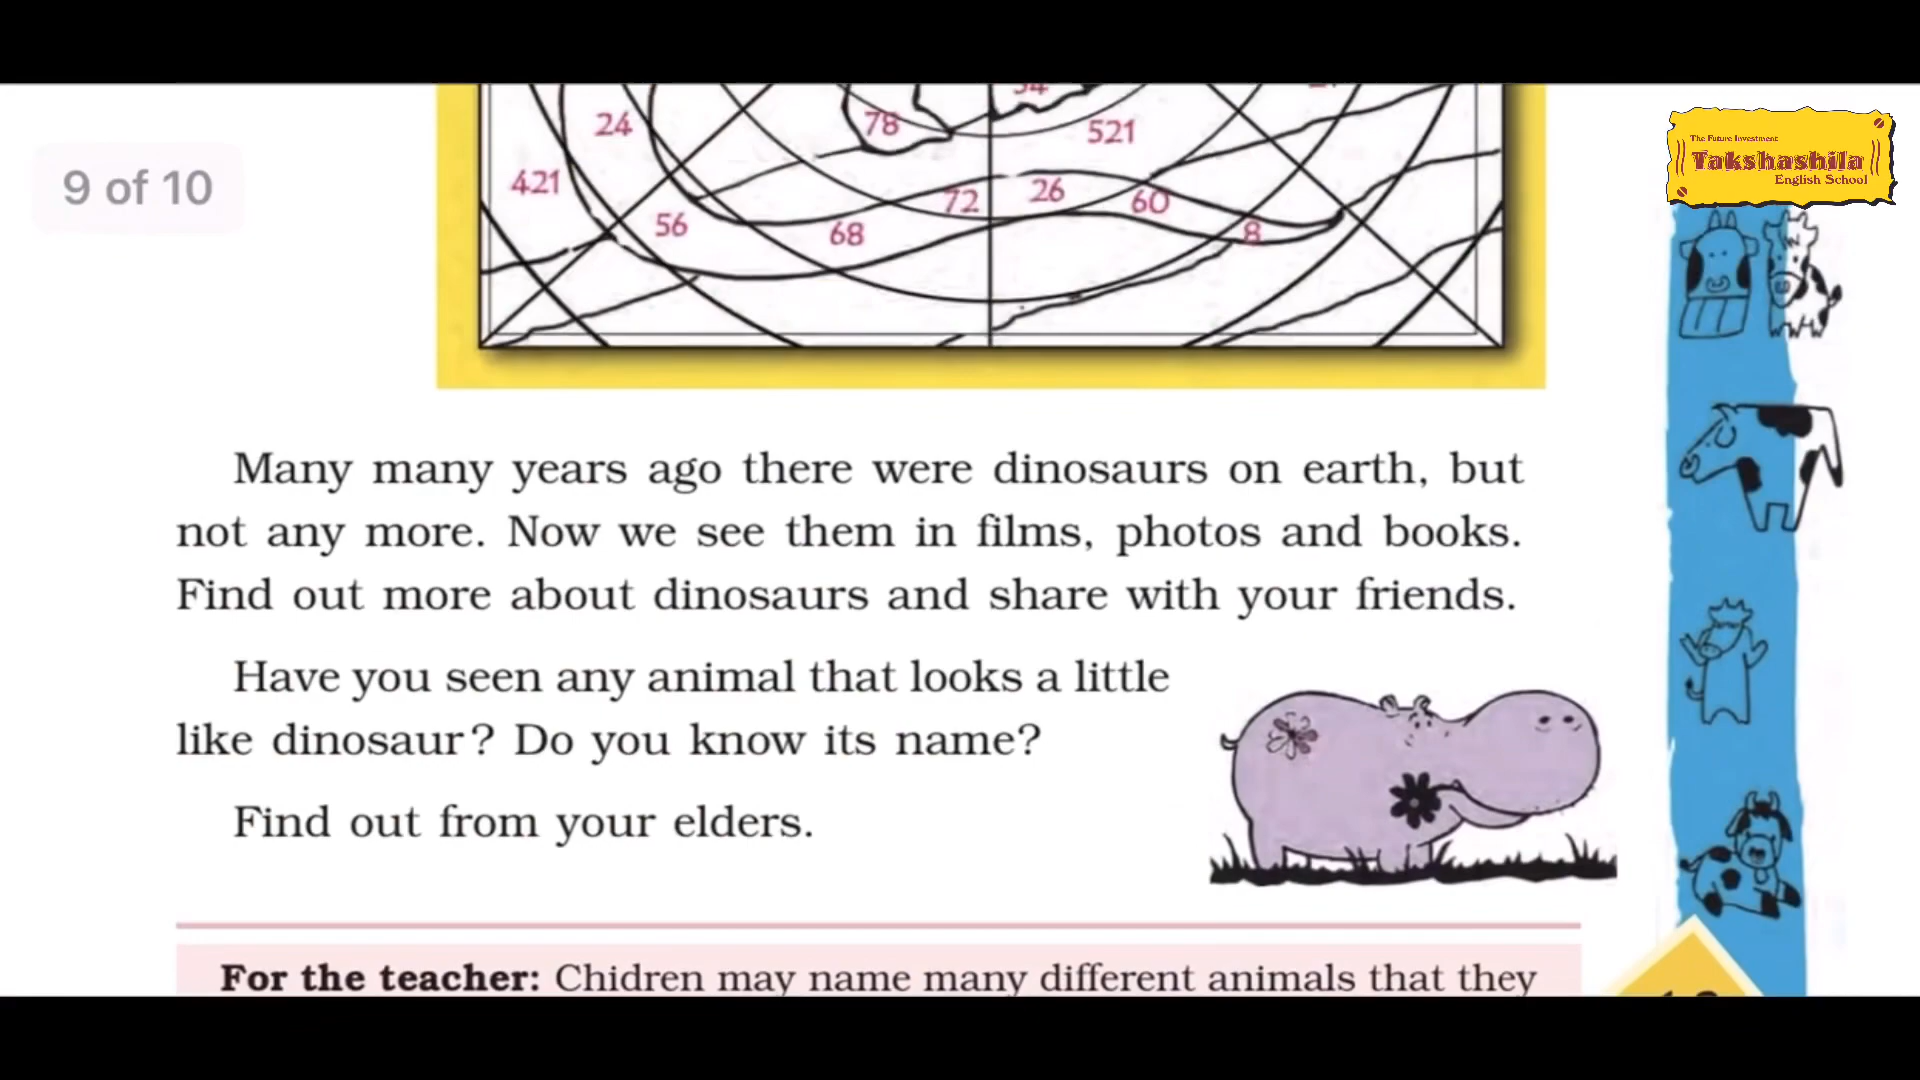 9 of 10
24
78
54
521
421
56
68
72
26
60
8
The Future Investment
Takshashila
English School
Many many years ago there were dinosaurs on earth, but
not any more. Now we see them in films, photos and books.
Find out more about dinosaurs and share with your friends.
Have you seen any animal that looks a little
like dinosaur? Do you know its name?
Find out from your elders.
For the teacher: Chidren may name many different animals that they